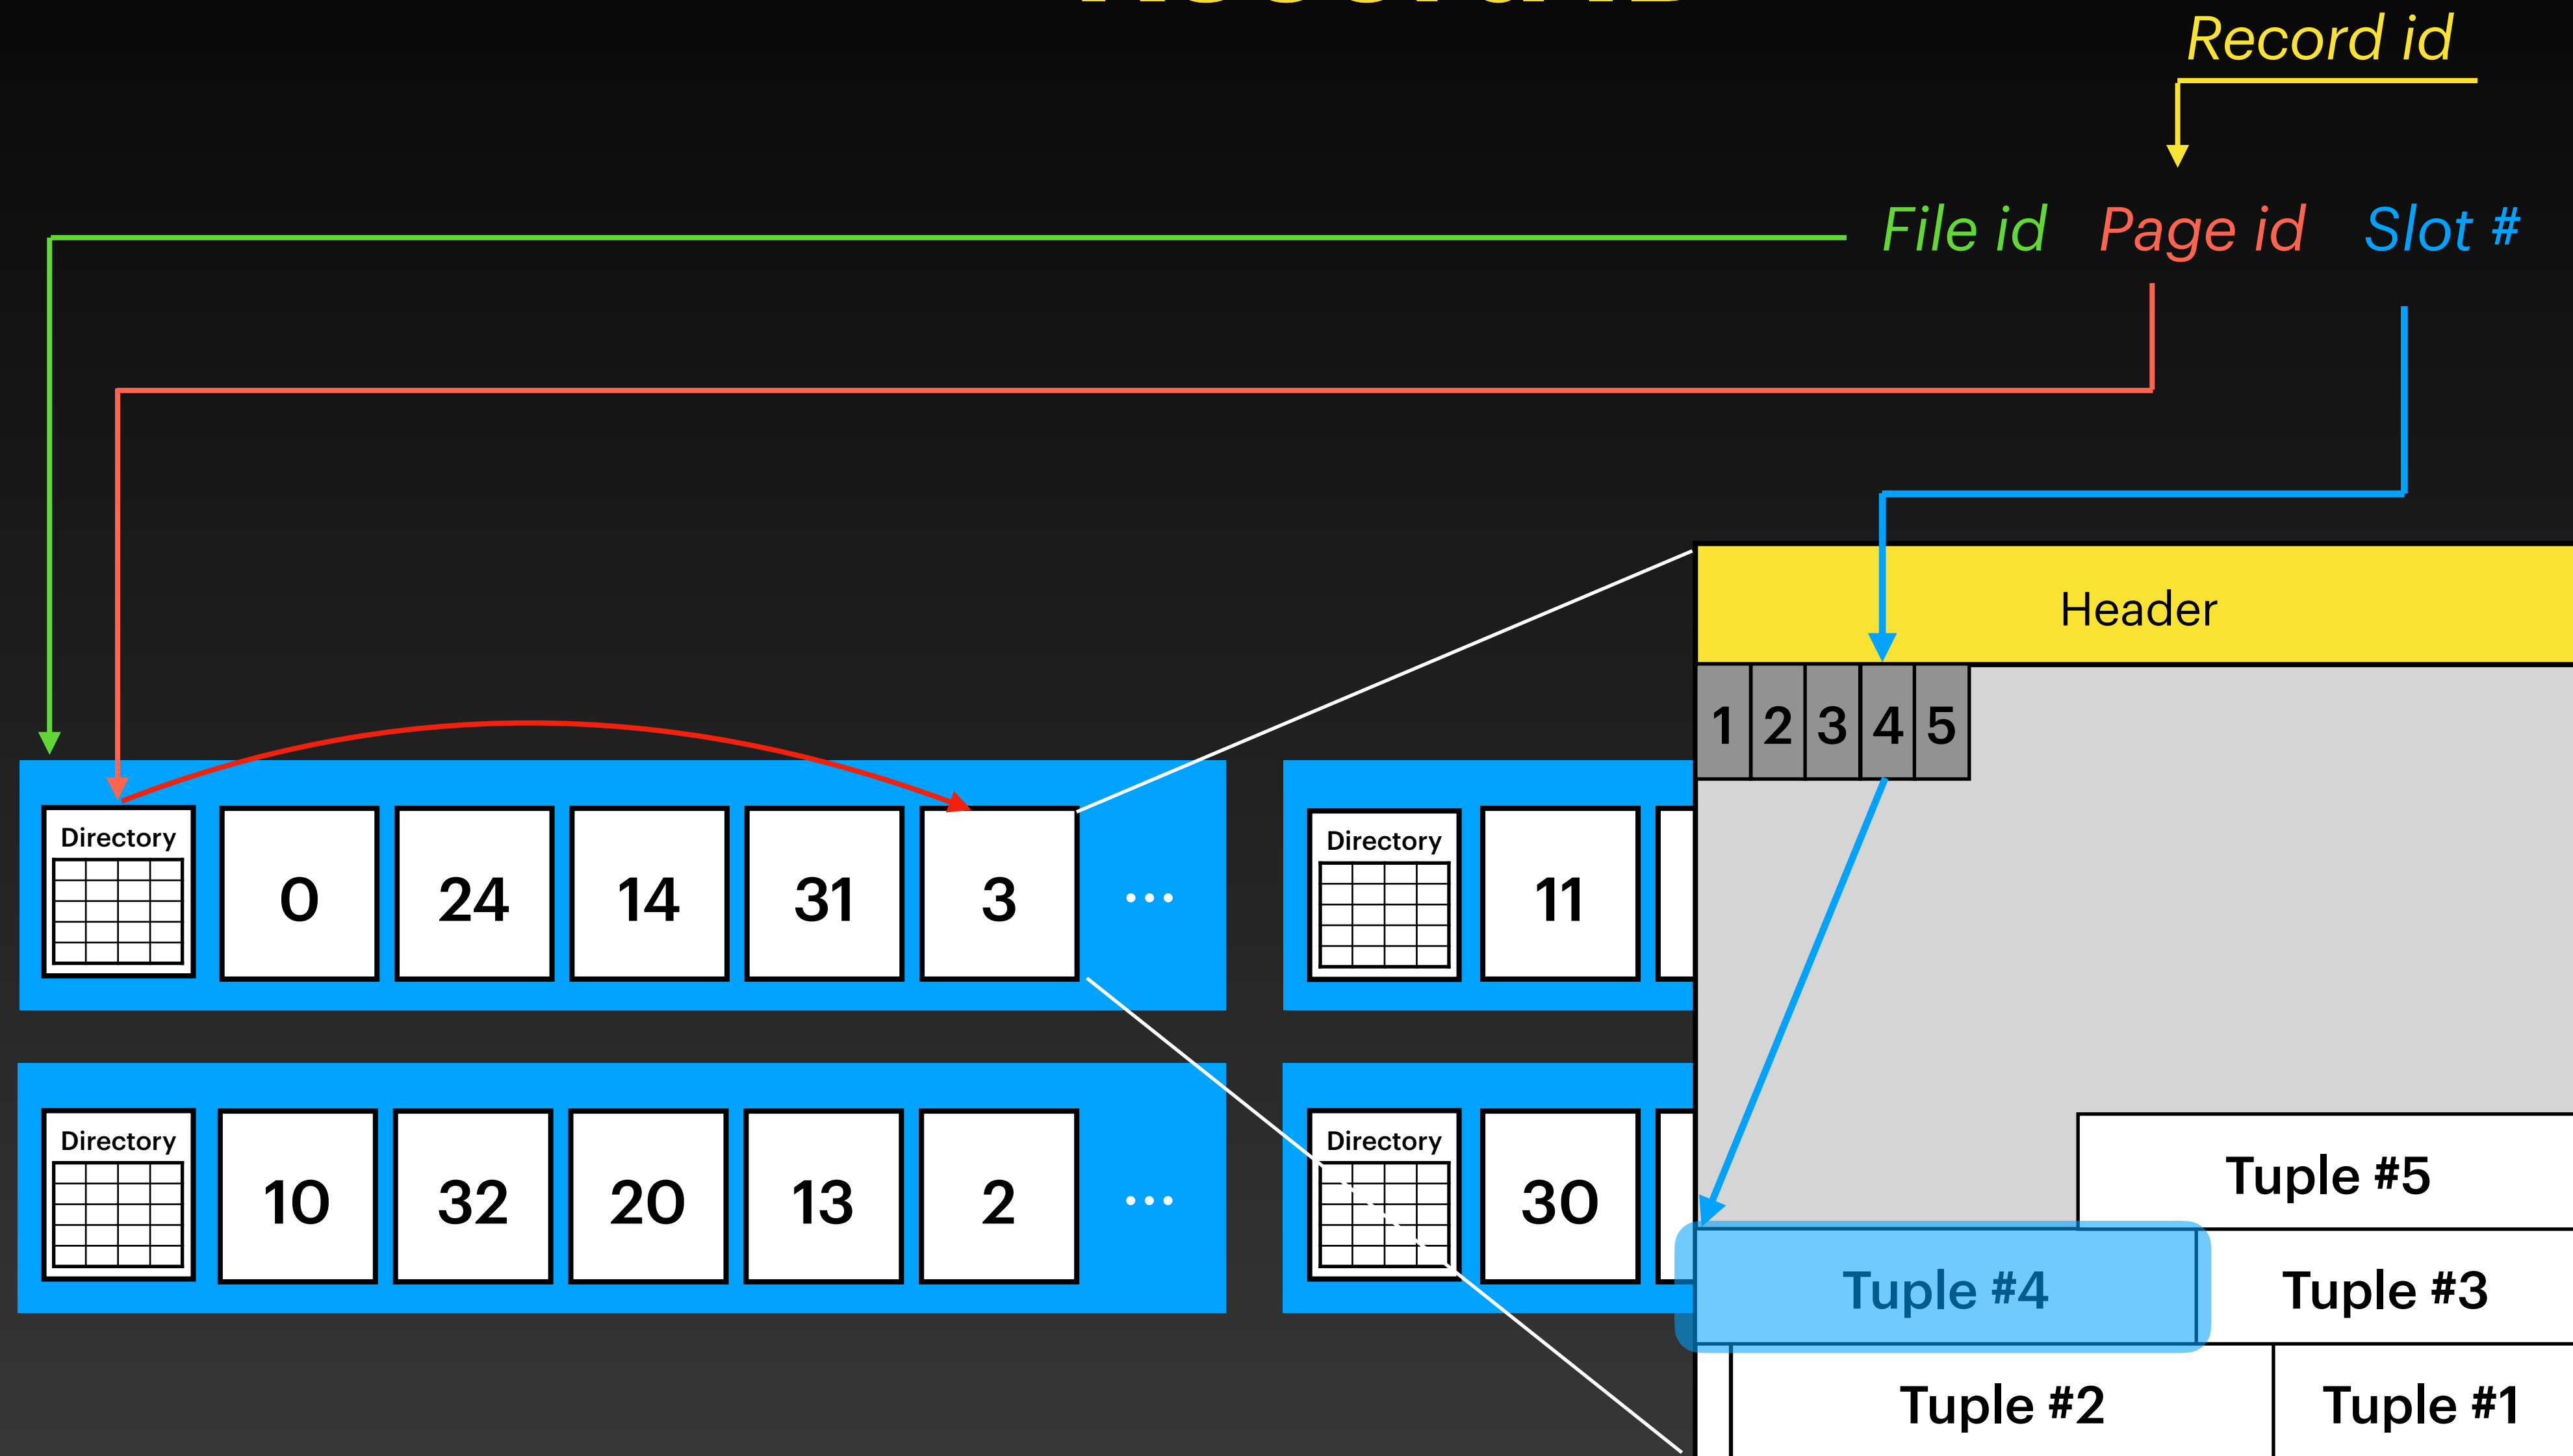 Record id
File id Page id Slot #
Header
1 2 3 4 5
Directory 0 24 14 31 3 ...
Directory 11
Directory 10 32 20 13 2 ...
Directory 30
Tuple #5
Tuple #4 Tuple #3
Tuple #2 Tuple #1